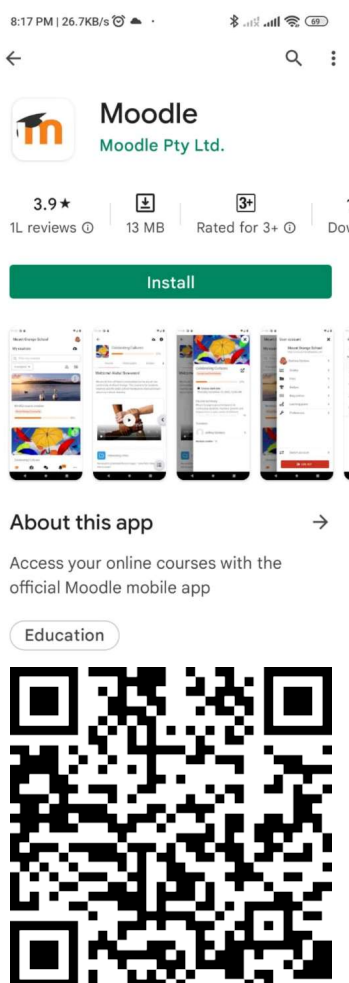 8:17 PM | 26.7KB/s
69
Moodle
Moodle Pty Ltd.
3.9★
1L reviews
13 MB
3+
Rated for 3+
Install
About this app
Access your online courses with the
official Moodle mobile app
Education